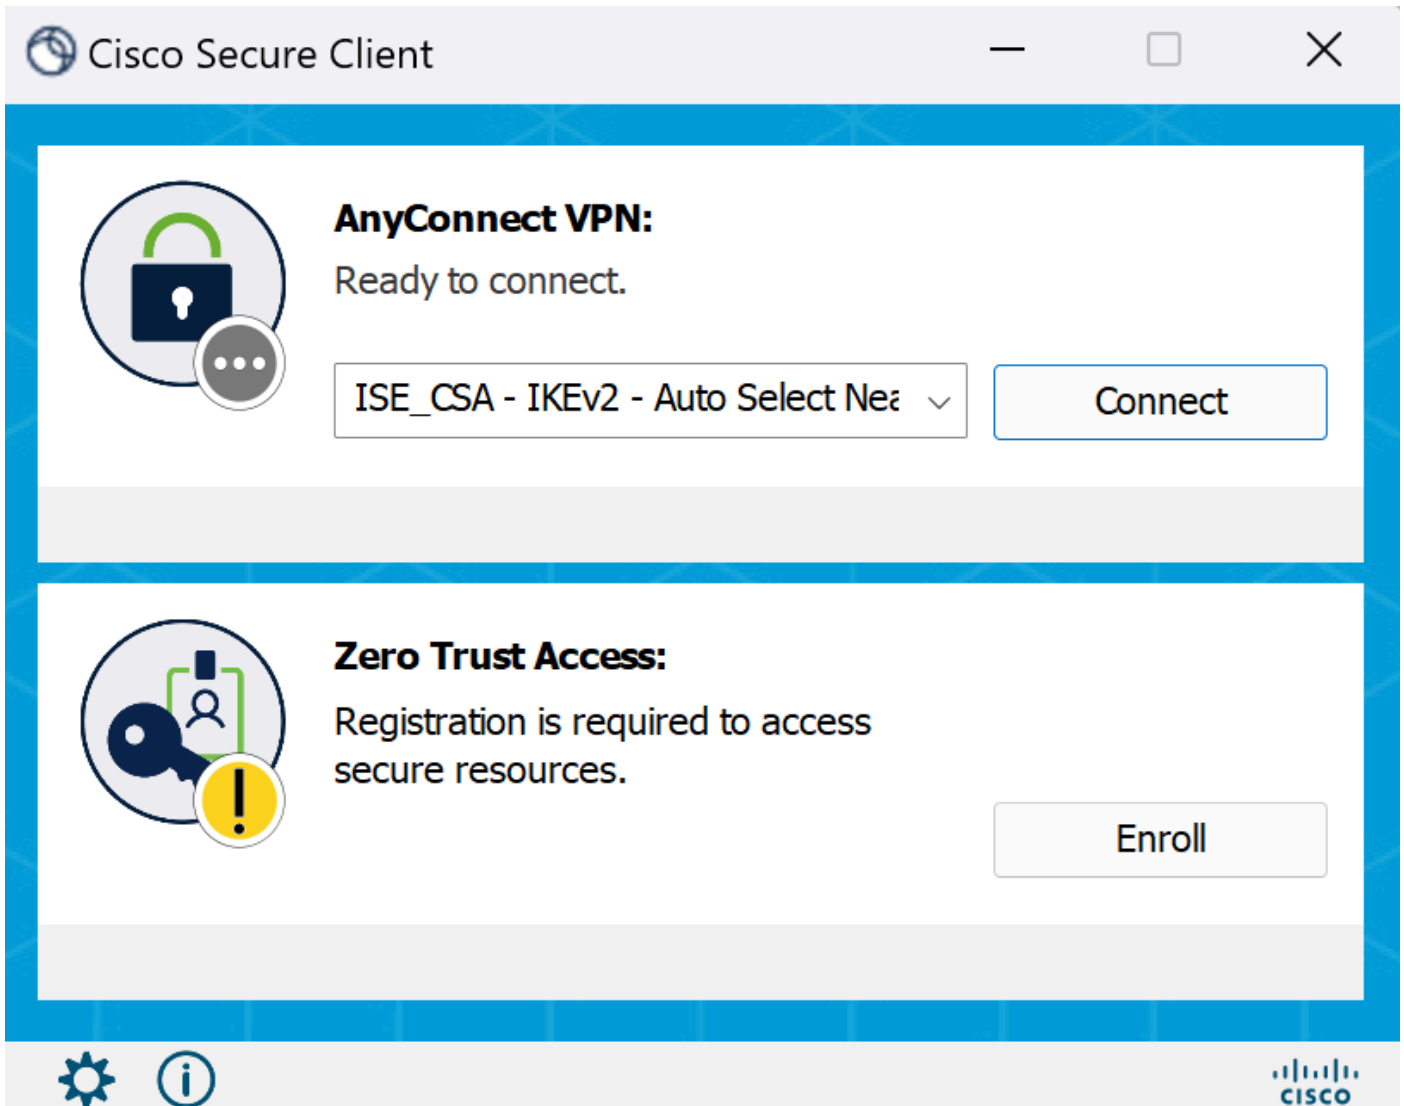 Cisco Secure Client
AnyConnect VPN:
Ready to connect.
ISE_CSA - IKEv2 - Auto Select
Connect
Zero Trust Access:
Registration is required to access
secure resources.
Enroll
CISCO